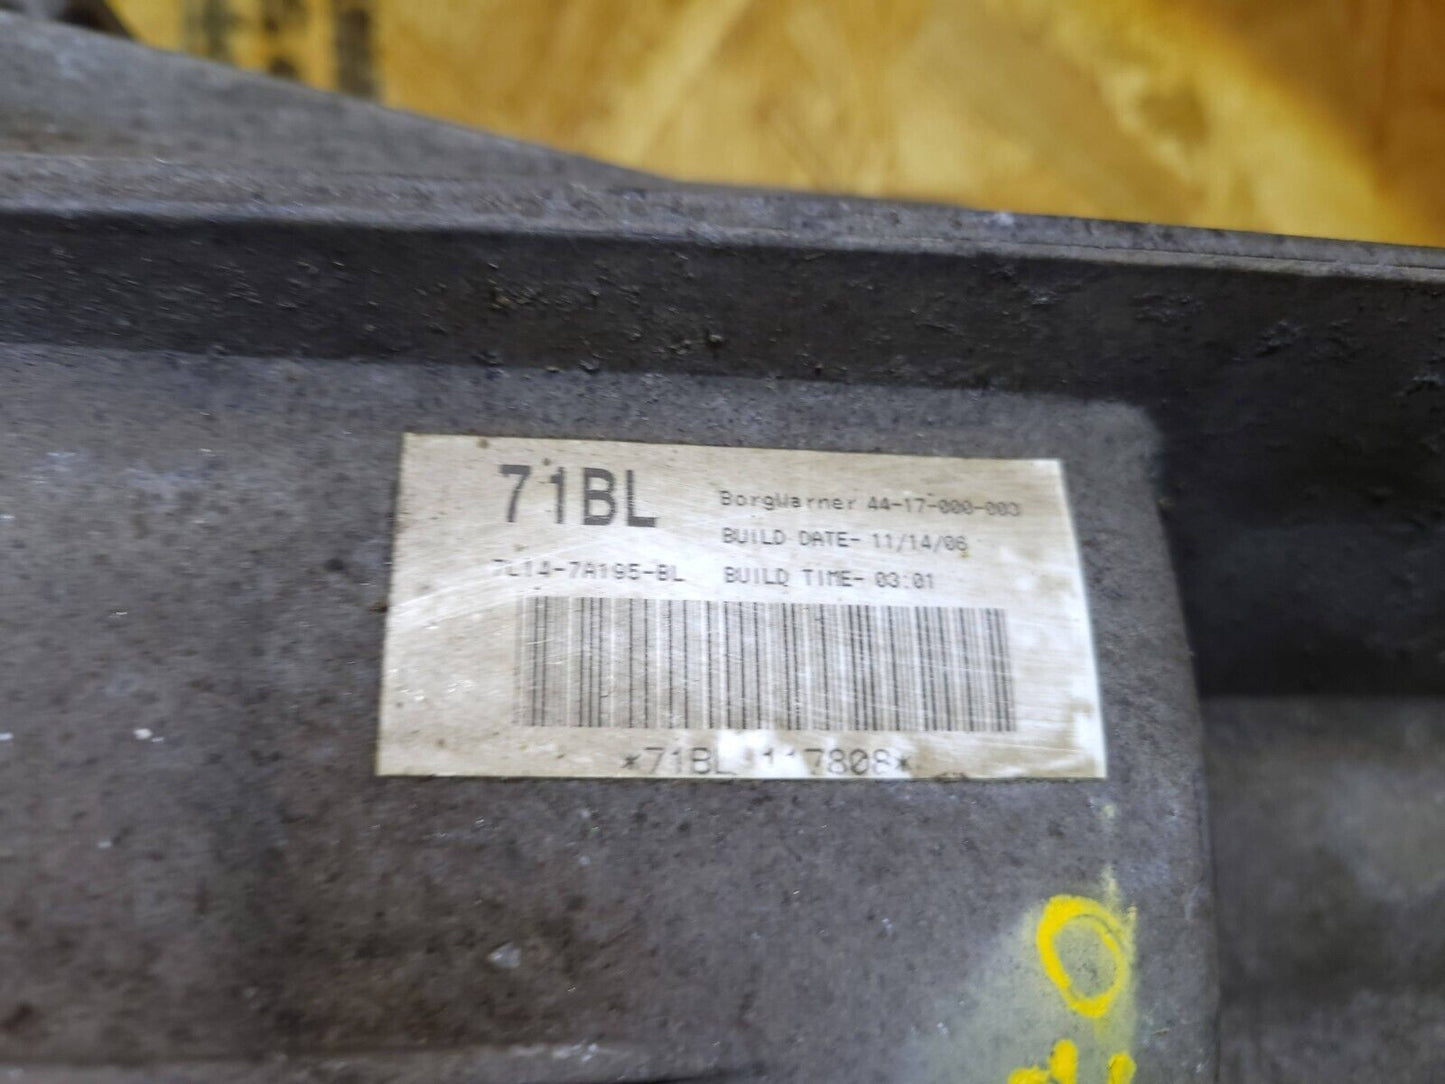 71BL
BorgWarner 44-17-000-003
BUILD DATE- 11/14/06
7L14-7A195-BL BUILD TIME- 03:01